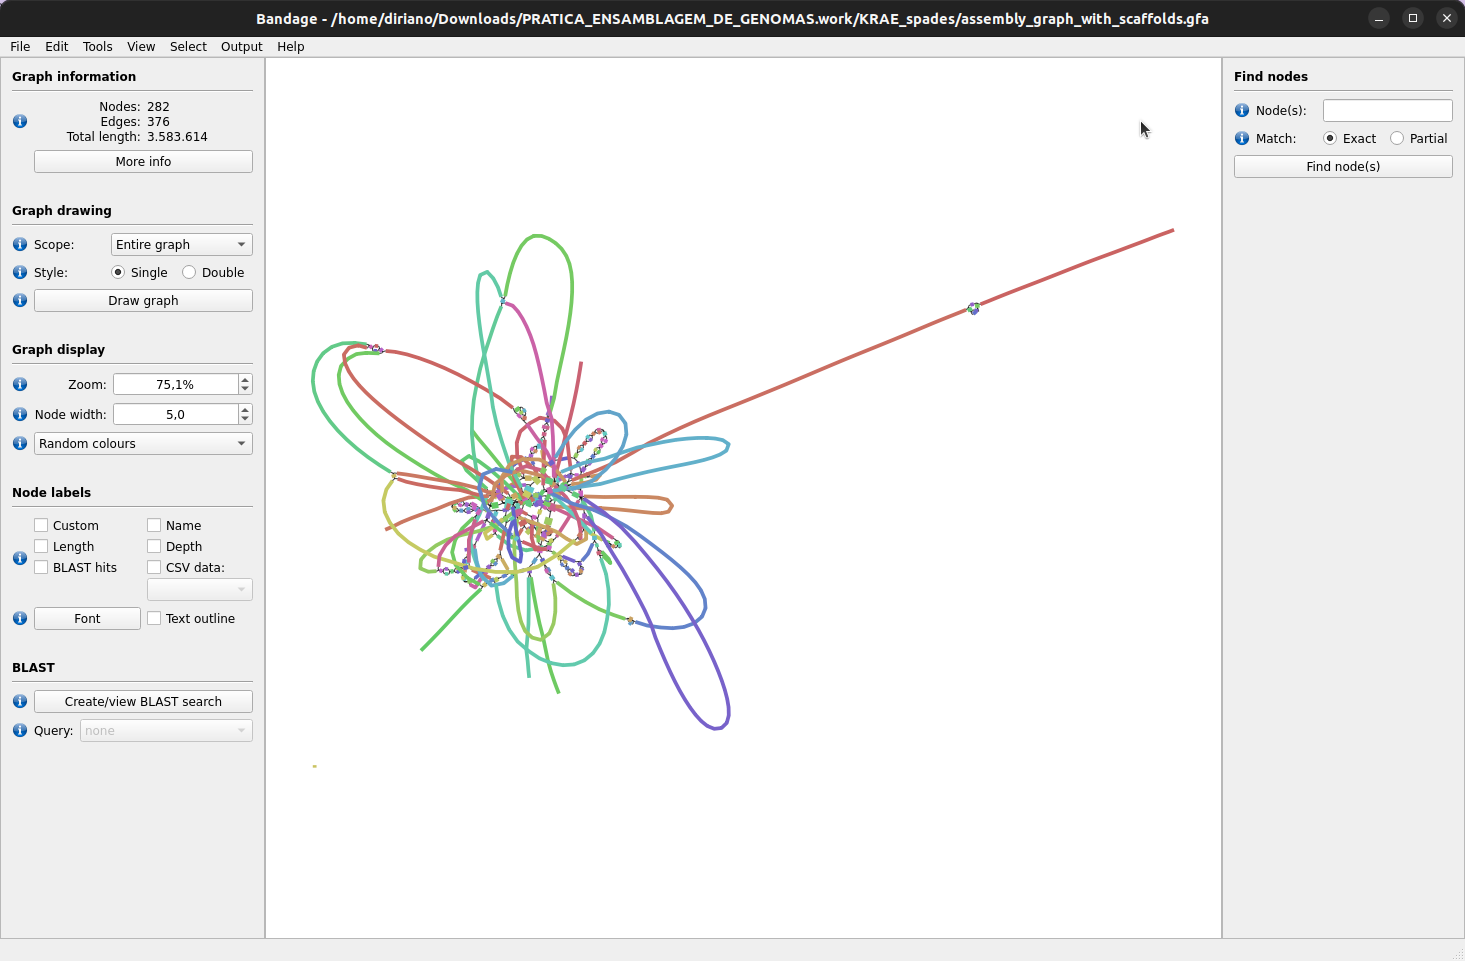 Bandage - /home/diriano/Downloads/PRATICA_ENSAMBLAGEM_DE_GENOMAS.work/KRAE_spades/assembly_graph_with_scaffolds.gfa
File Edit Tools View Select Output Help
Graph information
Nodes: 282
Edges: 376
Total length: 3.583.614
More info
Graph drawing
Scope: Entire graph
Style: Single Double
Draw graph
Graph display
Zoom: 75,1%
Node width: 5,0
Random colours
Node labels
Custom Name
Length Depth
BLAST hits CSV data:
Font Text outline
BLAST
Create/view BLAST search
Query: none
Find nodes
Node(s):
Match: Exact Partial
Find node(s)